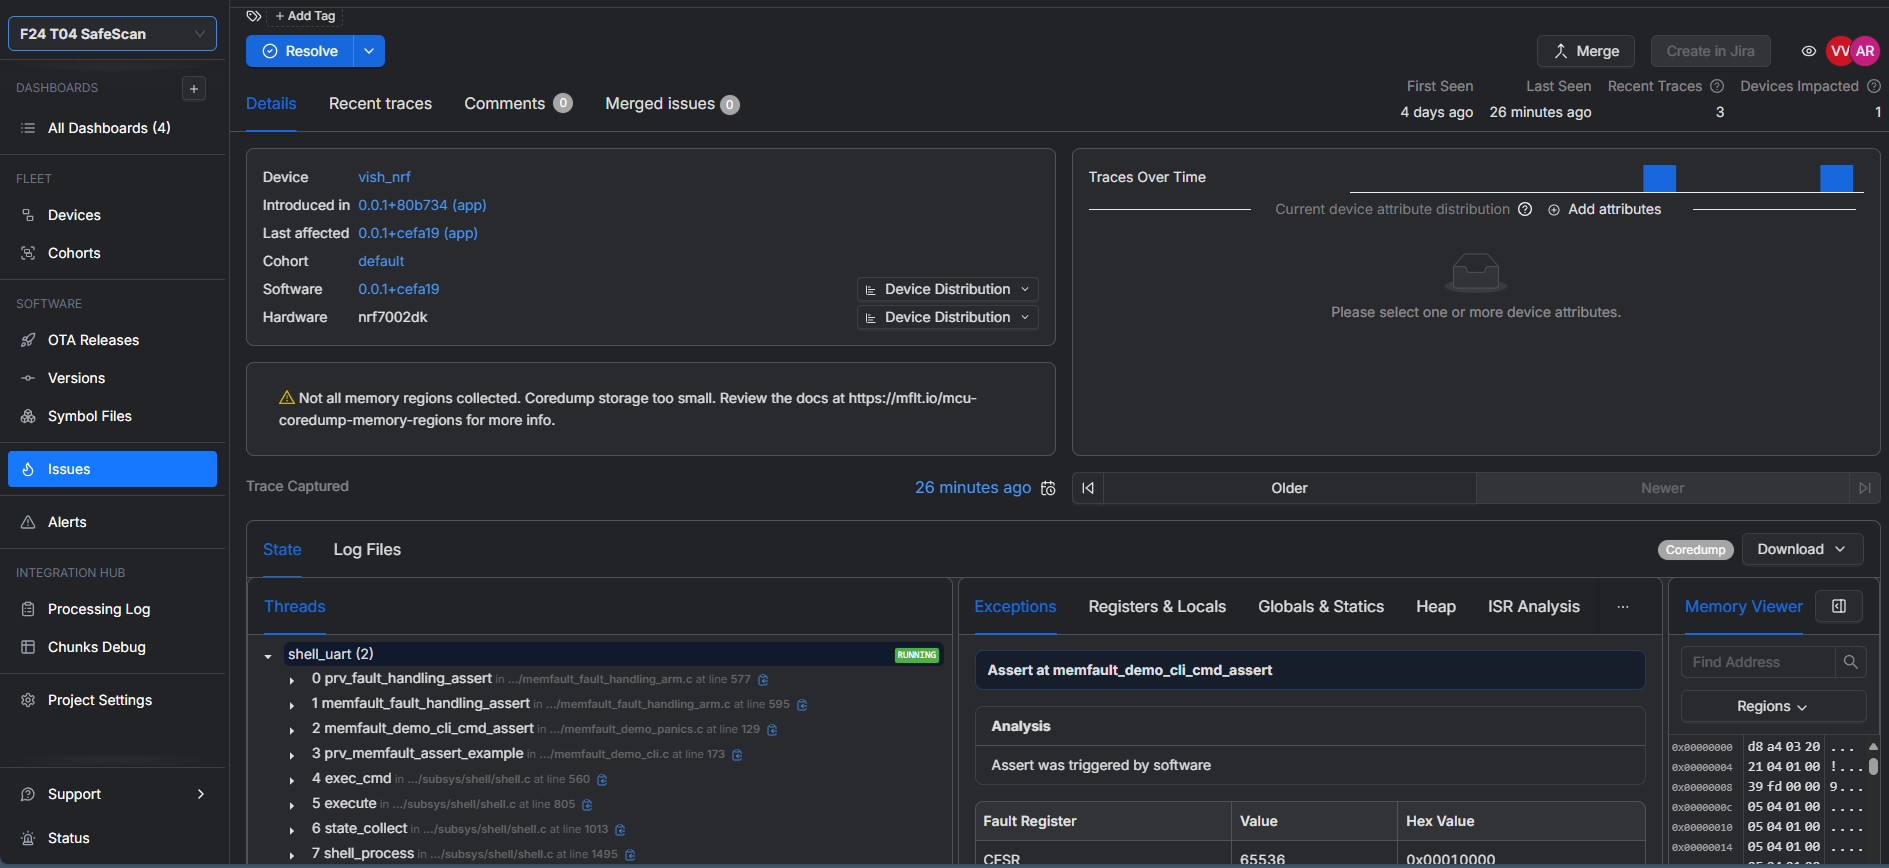 F24 T04 SafeScan
DASHBOARDS
+
All Dashboards (4)
FLEET
Devices
Cohorts
SOFTWARE
OTA Releases
Versions
Symbol Files
Issues
Alerts
INTEGRATION HUB
Processing Log
Chunks Debug
Project Settings
Support
Status
+ Add Tag
Resolve
Merge
Create in Jira
VV
AR
Details
Recent traces
Comments 0
Merged issues 0
First Seen
4 days ago
Last Seen
26 minutes ago
Recent Traces ?
3
Devices Impacted ?
1
Device vish_nrf
Introduced in 0.0.1+80b734 (app)
Last affected 0.0.1+cefa19 (app)
Cohort default
Software 0.0.1+cefa19 Device Distribution
Hardware nrf7002dk Device Distribution
Not all memory regions collected. Coredump storage too small. Review the docs at https://mflt.io/mcu-
coredump-memory-regions for more info.
Traces Over Time
Current device attribute distribution ? Add attributes
Please select one or more device attributes.
Trace Captured
26 minutes ago
Older
Newer
State
Log Files
Coredump
Download
Threads
shell_uart (2) RUNNING
0 prv_fault_handling_assert in .../memfault_fault_handling_arm.c at line 577
1 memfault_fault_handling_assert in .../memfault_fault_handling_arm.c at line 595
2 memfault_demo_cli_cmd_assert in .../memfault_demo_panics.c at line 129
3 prv_memfault_assert_example in .../memfault_demo_cli.c at line 173
4 exec_cmd in .../subsys/shell/shell.c at line 560
5 execute in .../subsys/shell/shell.c at line 805
6 state_collect in .../subsys/shell/shell.c at line 1013
7 shell_process in .../subsys/shell/shell.c at line 1495
Exceptions
Registers & Locals
Globals & Statics
Heap
ISR Analysis
...
Assert at memfault_demo_cli_cmd_assert
Analysis
Assert was triggered by software
Fault Register Value Hex Value
CFSR 65536 0x00010000
Memory Viewer
Find Address
Regions
0x00000000 d8 a4 03 20 ...
0x00000004 21 04 01 00 !...
0x00000008 39 fd 00 00 9...
0x0000000c 05 04 01 00 ....
0x00000010 05 04 01 00 ....
0x00000014 05 04 01 00 ....